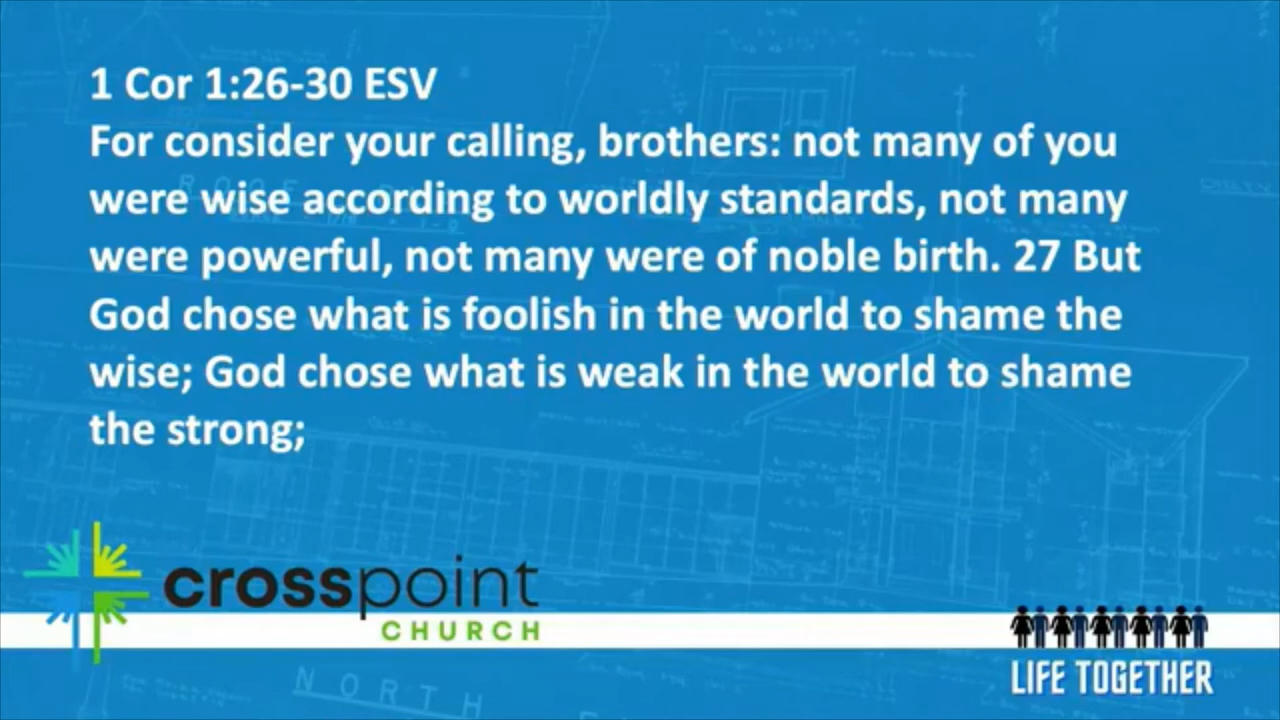 1 Cor 1:26-30 ESV
For consider your calling, brothers: not many of you
were wise according to worldly standards, not many
were powerful, not many were of noble birth. 27 But
God chose what is foolish in the world to shame the
wise; God chose what is weak in the world to shame
the strong;
crosspoint
CHURCH
LIFE TOGETHER
NORTH